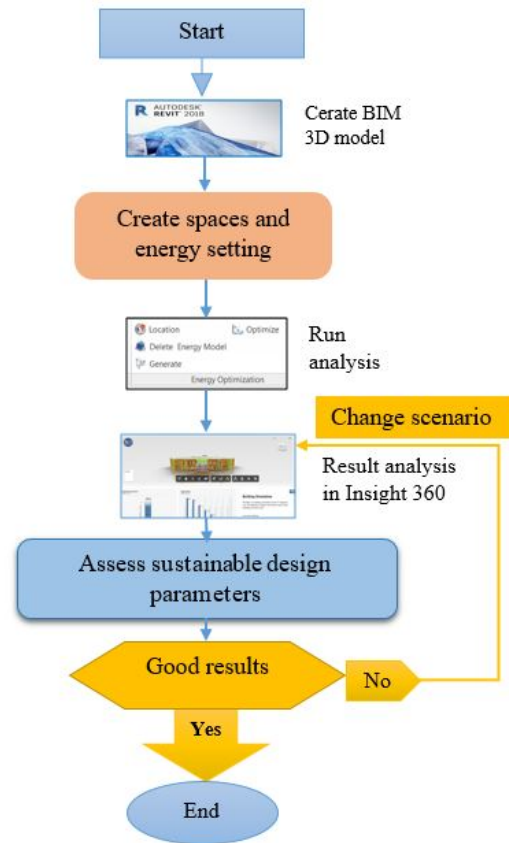 Start
R AUTODESK
REVIT 2018
Cerate BIM
3D model
Create spaces and
energy setting
Location
Optimize
Delete Energy Model
Generate
Energy Optimization
Run
analysis
Change scenario
Result analysis
in Insight 360
Assess sustainable design
parameters
Good results
No
Yes
End